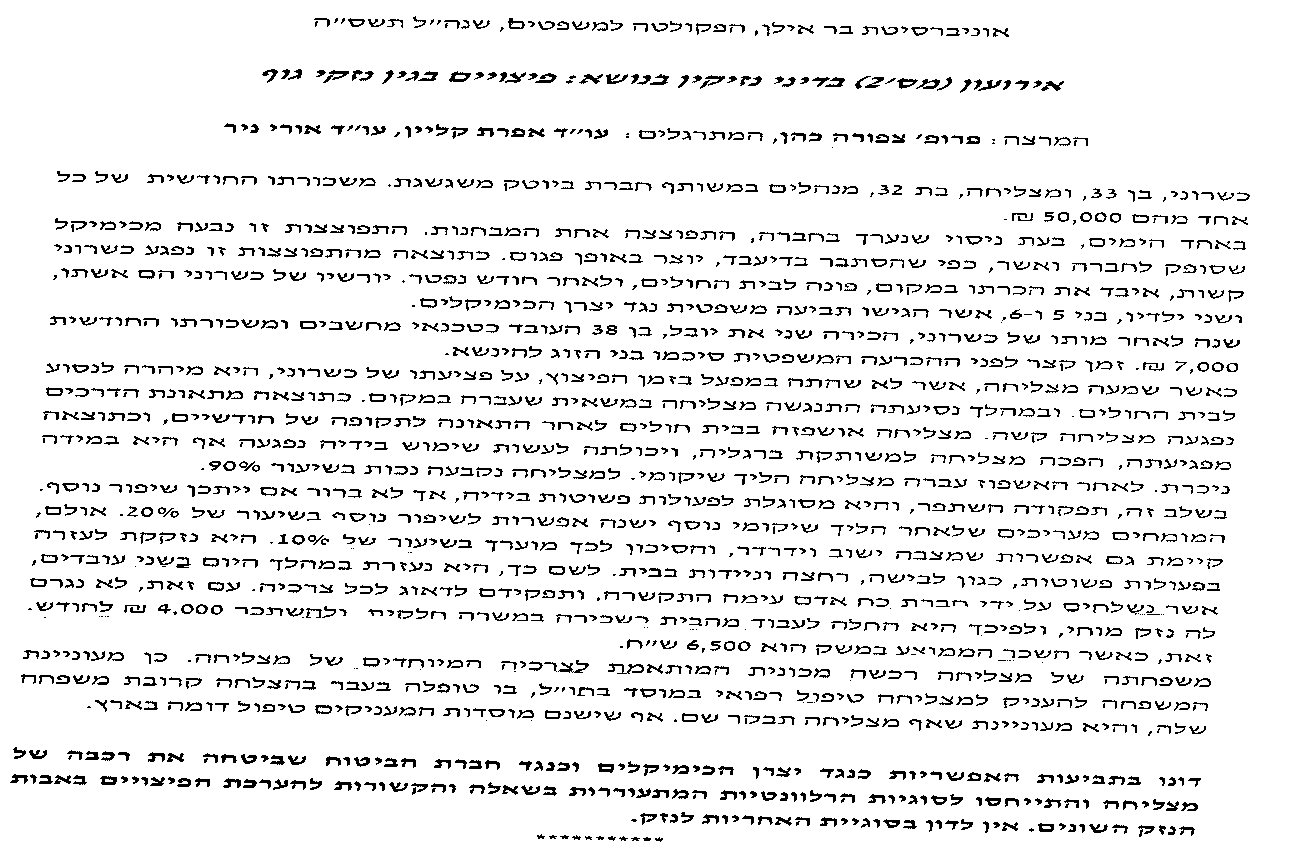 אוניברסיטת בר אילן, הפקולטה למשפטים, שנה"ל תשס"ה
אירועון (מס' 2) בדיני נזיקין בנושא: פיצויים בגין נזקי גוף
המרצה: פרופ' צפורה כהן, המתרגלים: עו"ד אפרת קליין, עו"ד אורי ניר
כשרוני, בן 33, ומצליחה, בת 32, מנהלים במשותף חברת ביוטק משגשגת. משכורתו החודשית של כל
אחד מהם 50,000 ₪.
באחד הימים, בעת ניסוי שנערך בחברה, התפוצצה אחת המבחנות. התפוצצות זו נבעה מכימיקל
שסופק לחברה ואשר, כפי שהסתבר בדיעבד, יוצר באופן פגום. כתוצאה מהתפוצצות זו נפגע כשרוני
קשות, איבד את הכרתו במקום, פונה לבית החולים, ולאחר חודש נפטר. יורשיו של כשרוני הם אשתו,
ושני ילדיו, בני 5 ו-6, אשר הגישו תביעה משפטית נגד יצרן הכימיקלים.
שנה לאחר מותו של כשרוני, הכירה שני את יובל, בן 38 העובד כטכנאי מחשבים ומשכורתו החודשית
7,000 ₪. זמן קצר לפני ההכרעה המשפטית סיכמו בני הזוג להינשא.
כאשר שמעה מצליחה, אשר לא שהתה במפעל בזמן הפיצוץ, על פציעתו של כשרוני, היא מיהרה לנסוע
לבית החולים. ובמהלך נסיעתה התנגשה מצליחה במשאית שעברה במקום. כתוצאה מתאונת הדרכים
נפגעה מצליחה קשה. מצליחה אושפזה בבית חולים לאחר התאונה לתקופה של חודשיים, וכתוצאה
מפגיעתה, הפכה מצליחה למשותקת ברגליה, ויכולתה לעשות שימוש בידיה נפגעה אף היא במידה
ניכרת. לאחר האשפוז עברה מצליחה הליך שיקומי. למצליחה נקבעה נכות בשיעור 90%.
בשלב זה, תפקודה השתפר, והיא מסוגלת לפעולות פשוטות בידיה, אך לא ברור אם ייתכן שיפור נוסף.
המומחים מעריכים שלאחר הליך שיקומי נוסף ישנה אפשרות לשיפור נוסף בשיעור של 20%. אולם,
קיימת גם אפשרות שמצבה ישוב וידרדר, והסיכון לכך מוערך בשיעור של 10%. היא נזקקת לעזרה
בפעולות פשוטות, כגון לבישה, רחצה וניידות בבית. לשם כך, היא נעזרת במהלך היום בשני עובדים,
אשר נשלחים על ידי חברת כח אדם עימה התקשרה, ותפקידם לדאוג לכל צרכיה. עם זאת, לא נגרם
לה נזק מוחי, ולפיכך היא החלה לעבוד מהבית כשכירה במשרה חלקית ולהשתכר 4,000 ₪ לחודש.
זאת, כאשר השכר הממוצע במשק הוא 6,500 ש"ח.
משפחתה של מצליחה רכשה מכונית המותאמת לצרכיה המיוחדים של מצליחה. כן מעוניינת
המשפחה להעניק למצליחה טיפול רפואי במוסד בחו"ל, בו טופלה בעבר בהצלחה קרובת משפחה
שלה, והיא מעוניינת שאף מצליחה תבקר שם. אף שישנם מוסדות המעניקים טיפול דומה בארץ.
דונו בתביעות האפשריות כנגד יצרן הכימיקלים וכנגד חברת הביטוח שביטחה את רכבה של
מצליחה והתייחסו לסוגיות הרלוונטיות המתעוררות בשאלה והקשורות להערכת הפיצויים באבות
הנזק השונים. אין לדון בסוגיית האחריות לנזק.
***********